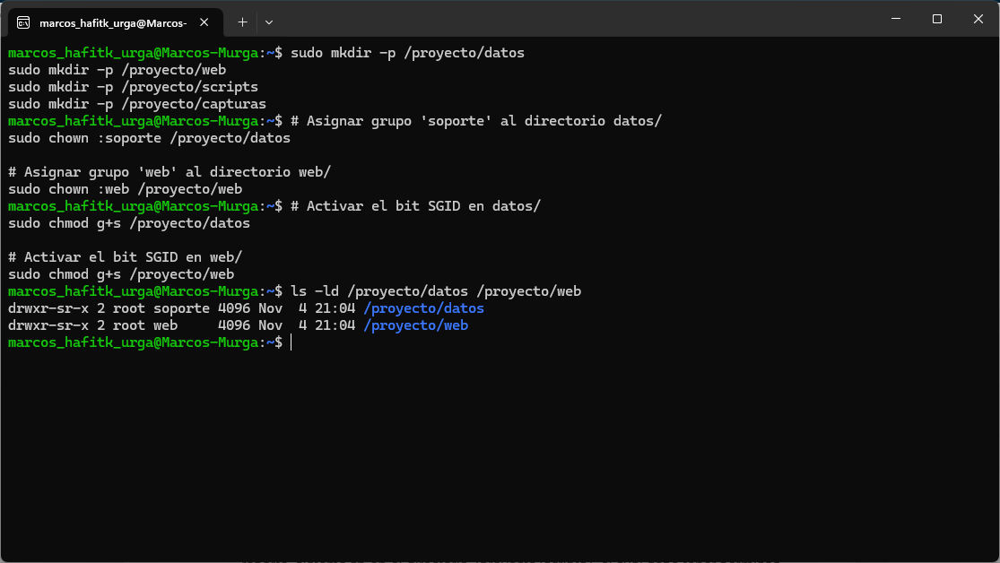 marcos_hafitk_urga@Marcos-
marcos_hafitk_urga@Marcos-Murga:~$ sudo mkdir -p /proyecto/datos
sudo mkdir -p /proyecto/web
sudo mkdir -p /proyecto/scripts
sudo mkdir -p /proyecto/capturas
marcos_hafitk_urga@Marcos-Murga:~$ # Asignar grupo 'soporte' al directorio datos/
sudo chown :soporte /proyecto/datos
# Asignar grupo 'web' al directorio web/
sudo chown :web /proyecto/web
marcos_hafitk_urga@Marcos-Murga:~$ # Activar el bit SGID en datos/
sudo chmod g+s /proyecto/datos
# Activar el bit SGID en web/
sudo chmod g+s /proyecto/web
marcos_hafitk_urga@Marcos-Murga:~$ ls -ld /proyecto/datos /proyecto/web
drwxr-sr-x 2 root soporte 4096 Nov  4 21:04 /proyecto/datos
drwxr-sr-x 2 root web     4096 Nov  4 21:04 /proyecto/web
marcos_hafitk_urga@Marcos-Murga:~$